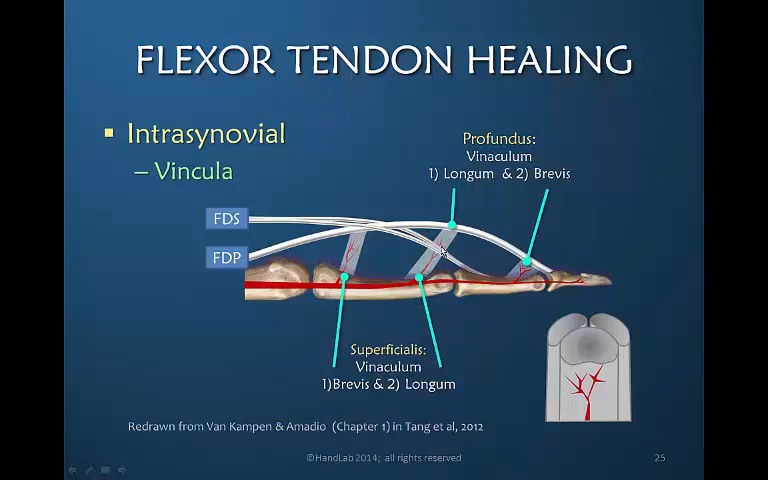 FLEXOR TENDON HEALING
▪ Intrasynovial
– Vincula
Profundus:
Vinaculum
1) Longum & 2) Brevis
FDS
FDP
Superficialis:
Vinaculum
1)Brevis & 2) Longum
Redrawn from Van Kampen & Amadio (Chapter 1) in Tang et al, 2012
©HandLab 2014; all rights reserved
25